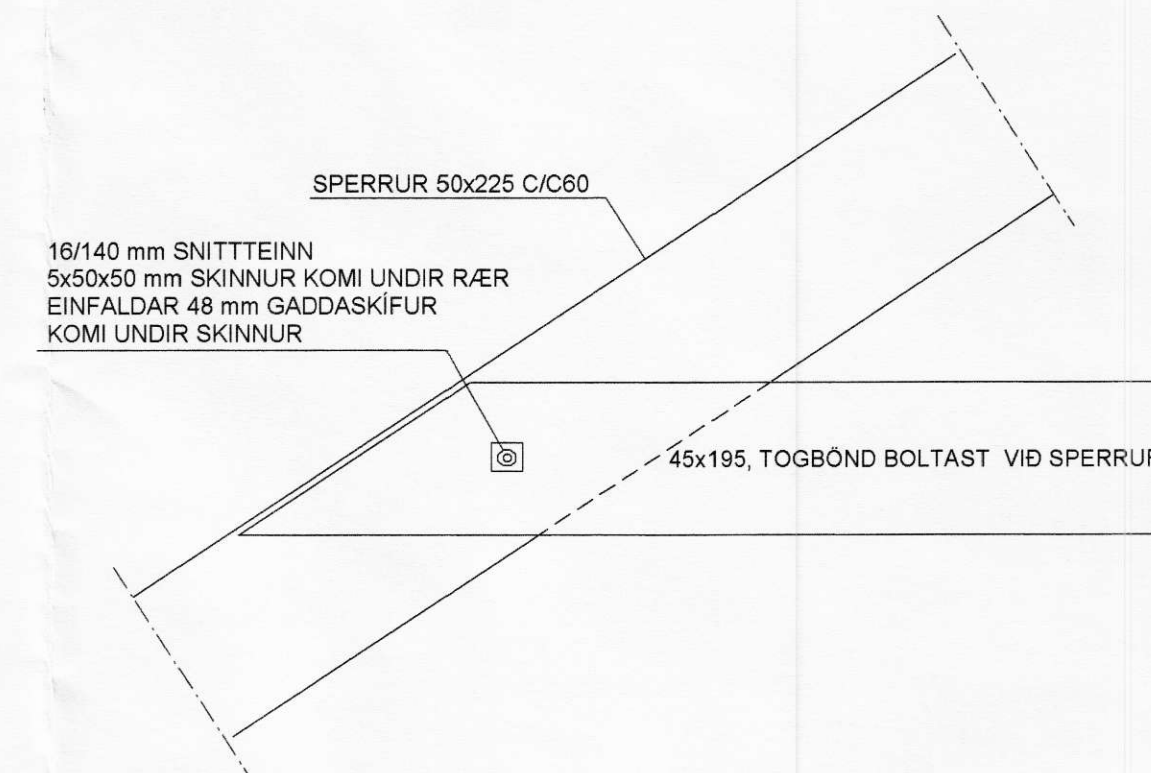 SPERRUR 50x225 C/C60
16/140 mm SNITTTEINN
5x50x50 mm SKINNUR KOMI UNDIR RÆR
EINFALDAR 48 mm GADDASKÍFUR
KOMI UNDIR SKINNUR
45x195, TOGBÖND BOLTAST VIÐ SPERRUR